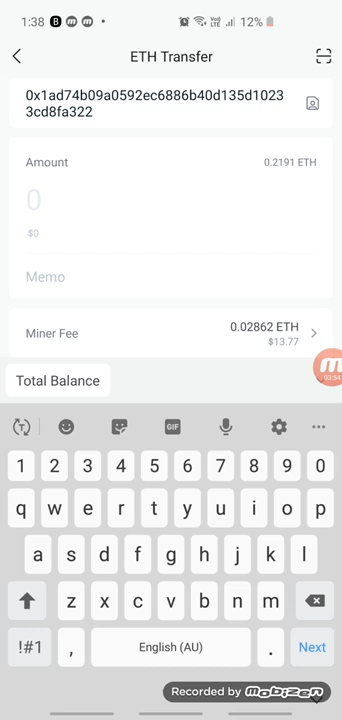 1:38 B m m • 12%
ETH Transfer
0x1ad74b09a0592ec6886b40d135d1023
3cd8fa322
Amount 0.2191 ETH
0
$0
Memo
Miner Fee 0.02862 ETH
$13.77
03:54
Total Balance
T GIF
1 2 3 4 5 6 7 8 9 0
q w e r t y u i o p
a s d f g h j k l
z x c v b n m
!#1 , English (AU) . Next
Recorded by mobizen